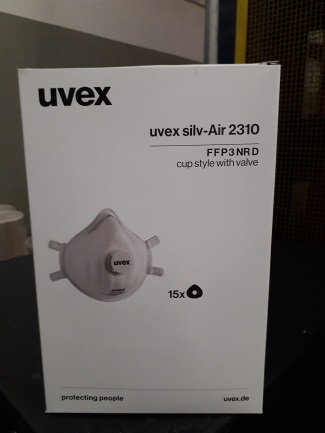 uvex
uvex silv-Air 2310
FFP3 NR D
cup style with valve
uvex
15x
protecting people
uvex.de